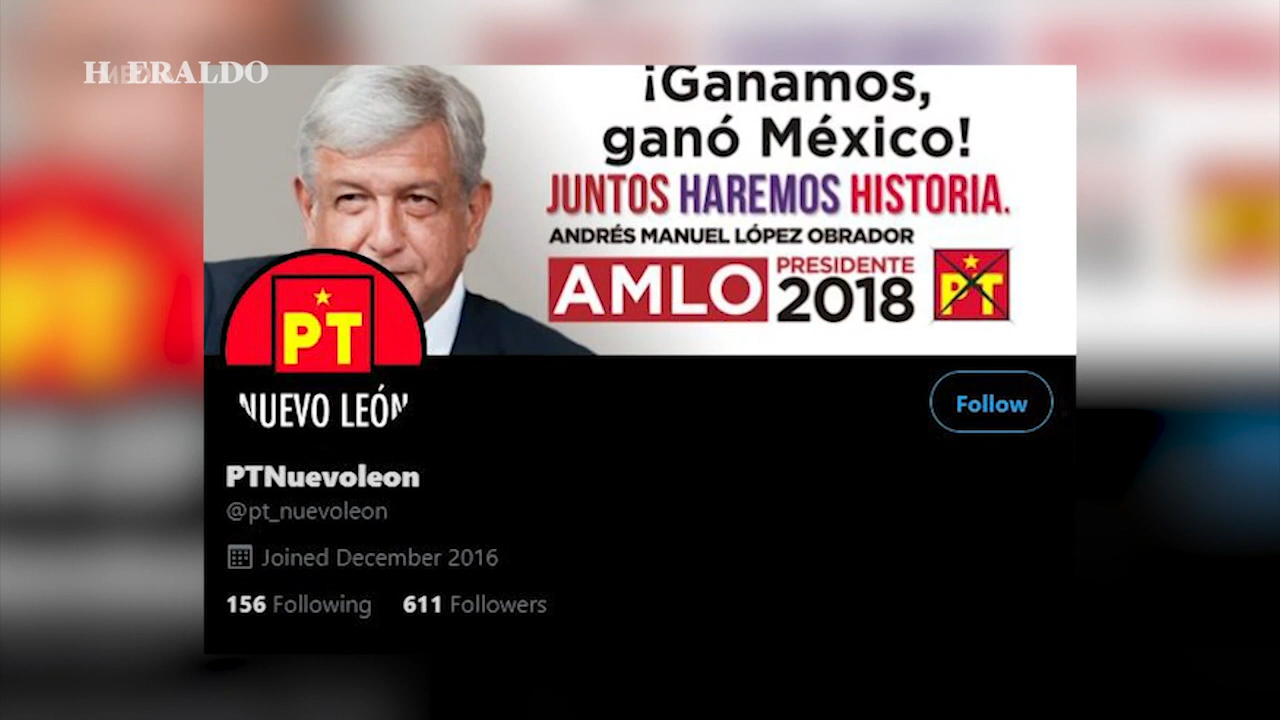 HERALDO
¡Ganamos,
ganó México!
JUNTOS HAREMOS HISTORIA.
ANDRÉS MANUEL LÓPEZ OBRADOR
AMLO PRESIDENTE 2018
PT
PT
NUEVO LEÓN
Follow
PTNuevoleon
@pt_nuevoleon
Joined December 2016
156 Following 611 Followers